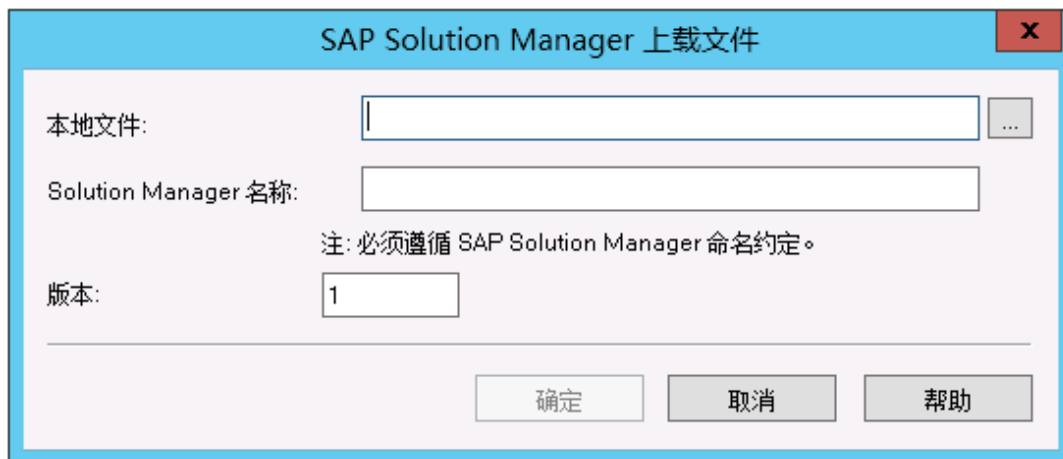 SAP Solution Manager 上载文件
x
本地文件:
...
Solution Manager 名称:
注: 必须遵循 SAP Solution Manager 命名约定。
版本: 1
确定 取消 帮助